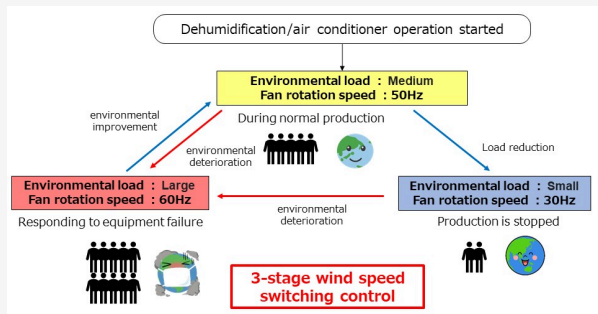 Dehumidification/air conditioner operation started
Environmental load : Medium
Fan rotation speed : 50Hz
During normal production
environmental
improvement
environmental
deterioration
Load reduction
Environmental load : Large
Fan rotation speed : 60Hz
Responding to equipment failure
environmental
deterioration
Environmental load : Small
Fan rotation speed : 30Hz
Production is stopped
3-stage wind speed
switching control